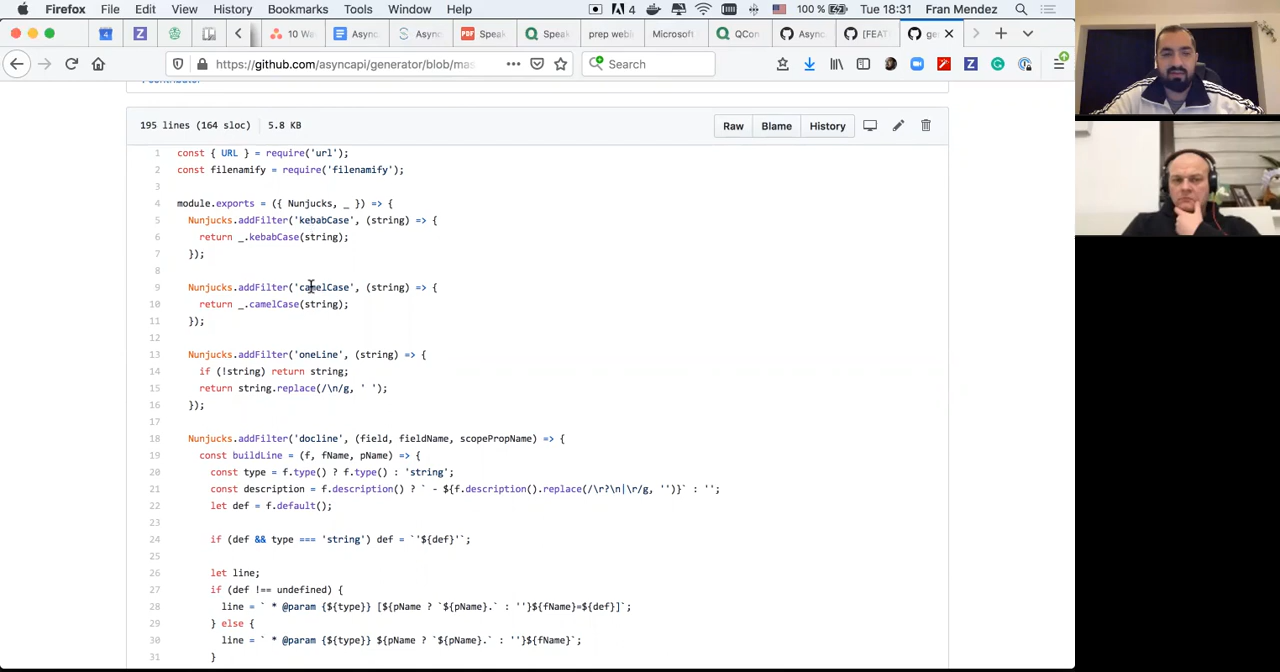 Firefox File Edit View History Bookmarks Tools Window Help 4 100 % Tue 18:31 Fran Mendez
4 Z 10 We Async Async Speak Speak prep webi Microsoft QCon Async [FEAT ge
https://github.com/asyncapi/generator/blob/mas Search
195 lines (164 sloc) 5.8 KB Raw Blame History
1 const { URL } = require('url');
2 const filenamify = require('filenamify');
3
4 module.exports = ({ Nunjucks, _ }) => {
5 Nunjucks.addFilter('kebabCase', (string) => {
6 return _.kebabCase(string);
7 });
8
9 Nunjucks.addFilter('camelCase', (string) => {
10 return _.camelCase(string);
11 });
12
13 Nunjucks.addFilter('oneLine', (string) => {
14 if (!string) return string;
15 return string.replace(/\n/g, ' ');
16 });
17
18 Nunjucks.addFilter('docline', (field, fieldName, scopePropName) => {
19 const buildLine = (f, fName, pName) => {
20 const type = f.type() ? f.type() : 'string';
21 const description = f.description() ? ` - ${f.description().replace(/\r?\n|\r/g, '')}` : '';
22 let def = f.default();
23
24 if (def && type === 'string') def = `'${def}'`;
25
26 let line;
27 if (def !== undefined) {
28 line = ` * @param {${type}} [${pName ? `${pName}.` : ''}${fName}=${def}]`;
29 } else {
30 line = ` * @param {${type}} ${pName ? `${pName}.` : ''}${fName}`;
31 }